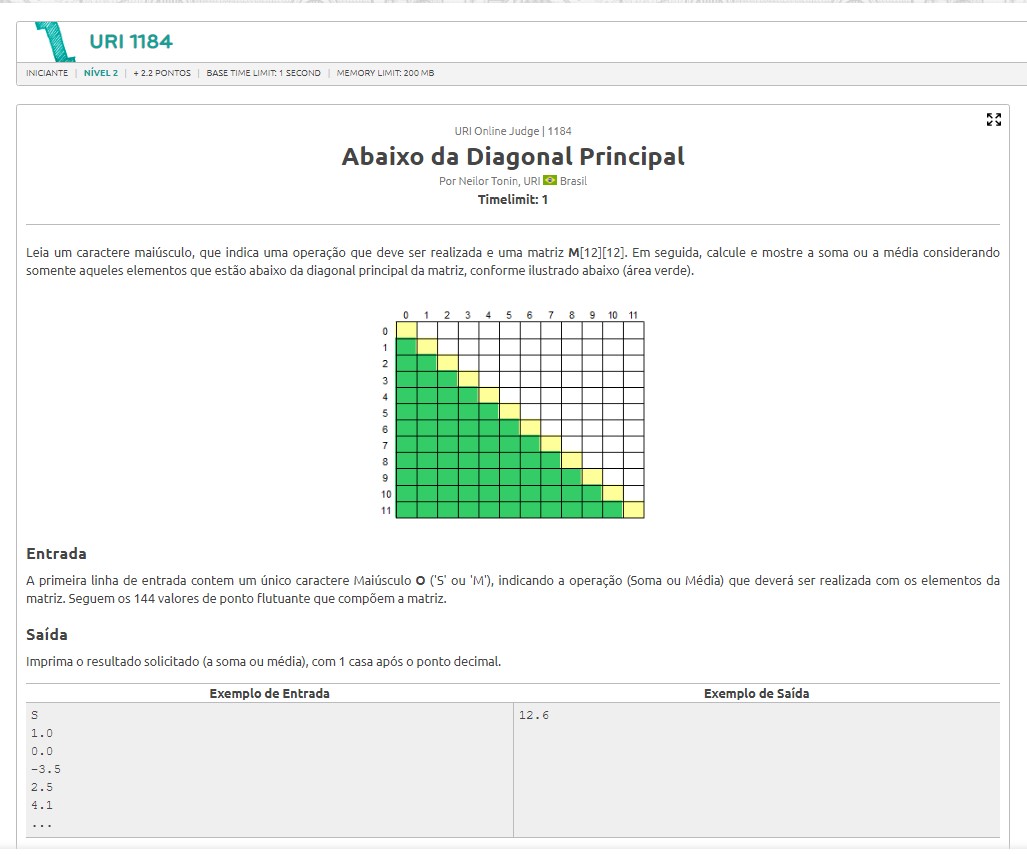 URI 1184
INICIANTE | NÍVEL 2 | + 2.2 PONTOS | BASE TIME LIMIT: 1 SECOND | MEMORY LIMIT: 200 MB
URI Online Judge | 1184
Abaixo da Diagonal Principal
Por Neilor Tonin, URI Brasil
Timelimit: 1
Leia um caractere maiúsculo, que indica uma operação que deve ser realizada e uma matriz M[12][12]. Em seguida, calcule e mostre a soma ou a média considerando
somente aqueles elementos que estão abaixo da diagonal principal da matriz, conforme ilustrado abaixo (área verde).
0 1 2 3 4 5 6 7 8 9 10 11
0
1
2
3
4
5
6
7
8
9
10
11
Entrada
A primeira linha de entrada contem um único caractere Maiúsculo O ('S' ou 'M'), indicando a operação (Soma ou Média) que deverá ser realizada com os elementos da
matriz. Seguem os 144 valores de ponto flutuante que compõem a matriz.
Saída
Imprima o resultado solicitado (a soma ou média), com 1 casa após o ponto decimal.
Exemplo de Entrada Exemplo de Saída
S 12.6
1.0
0.0
-3.5
2.5
4.1
...